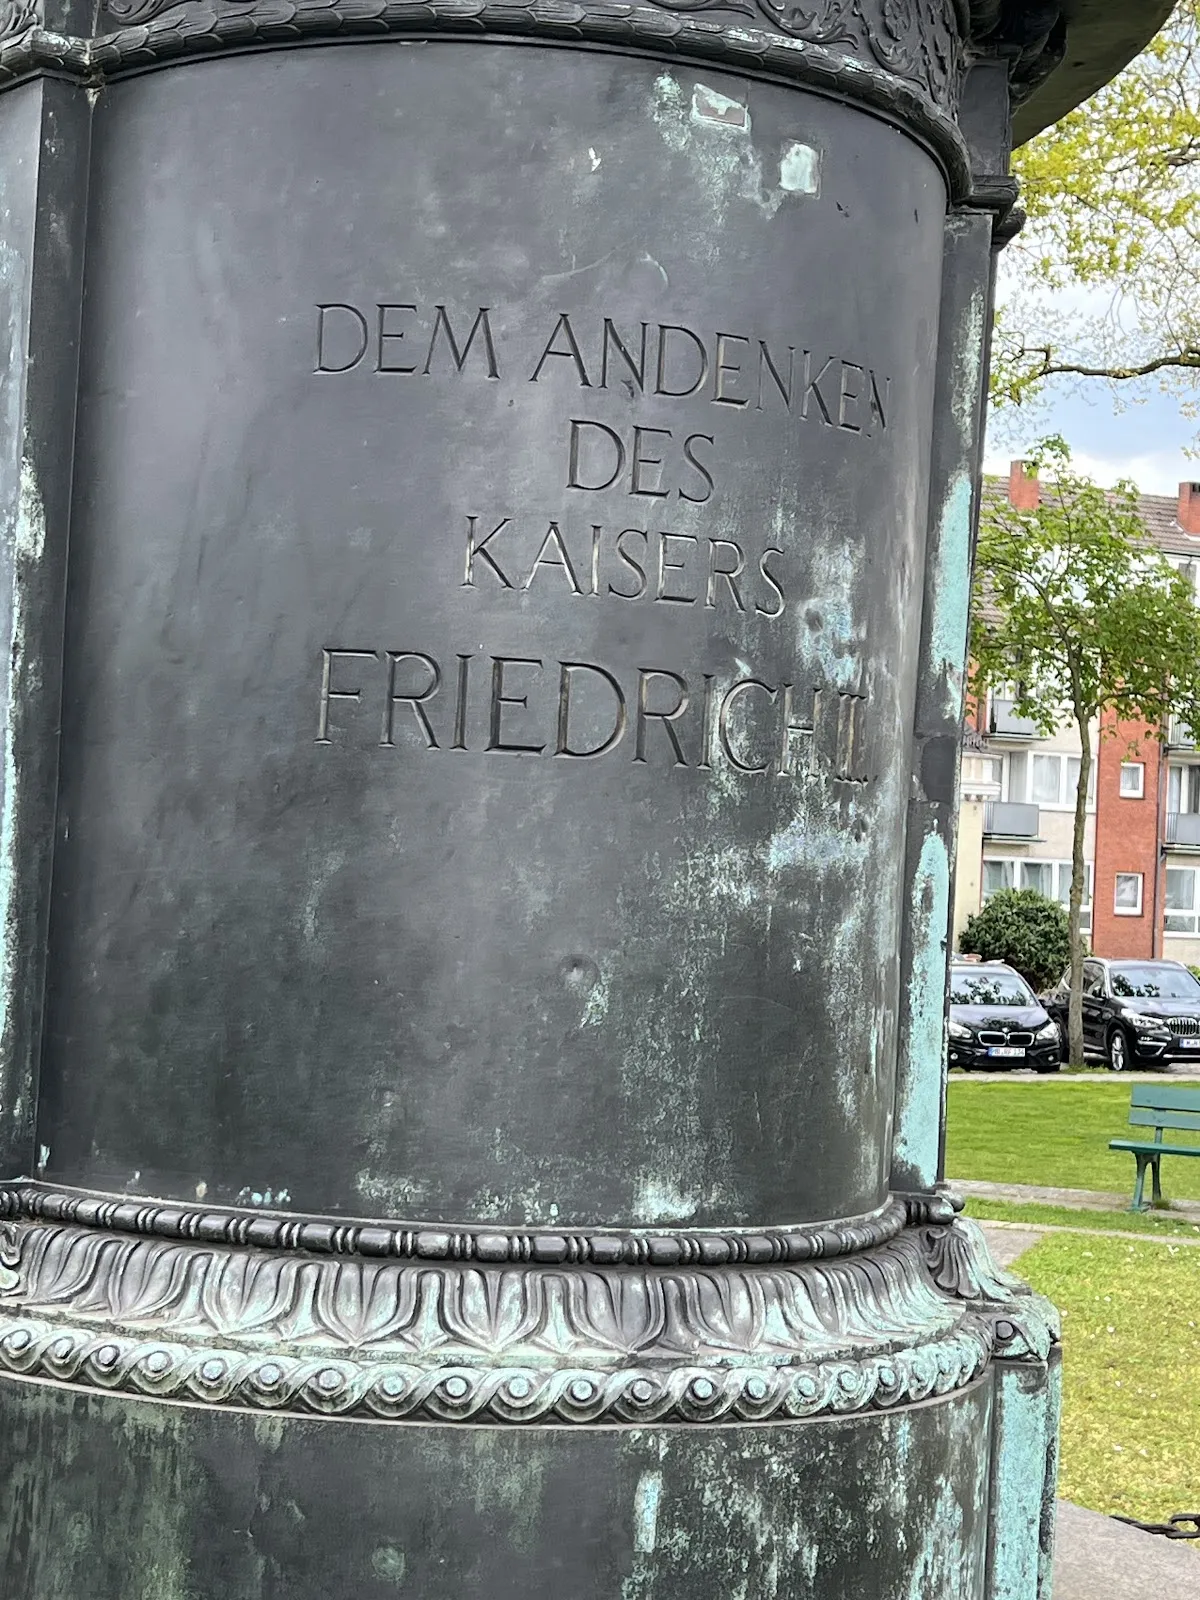 DEM ANDENKEN
DES
KAISERS
FRIEDRICH III